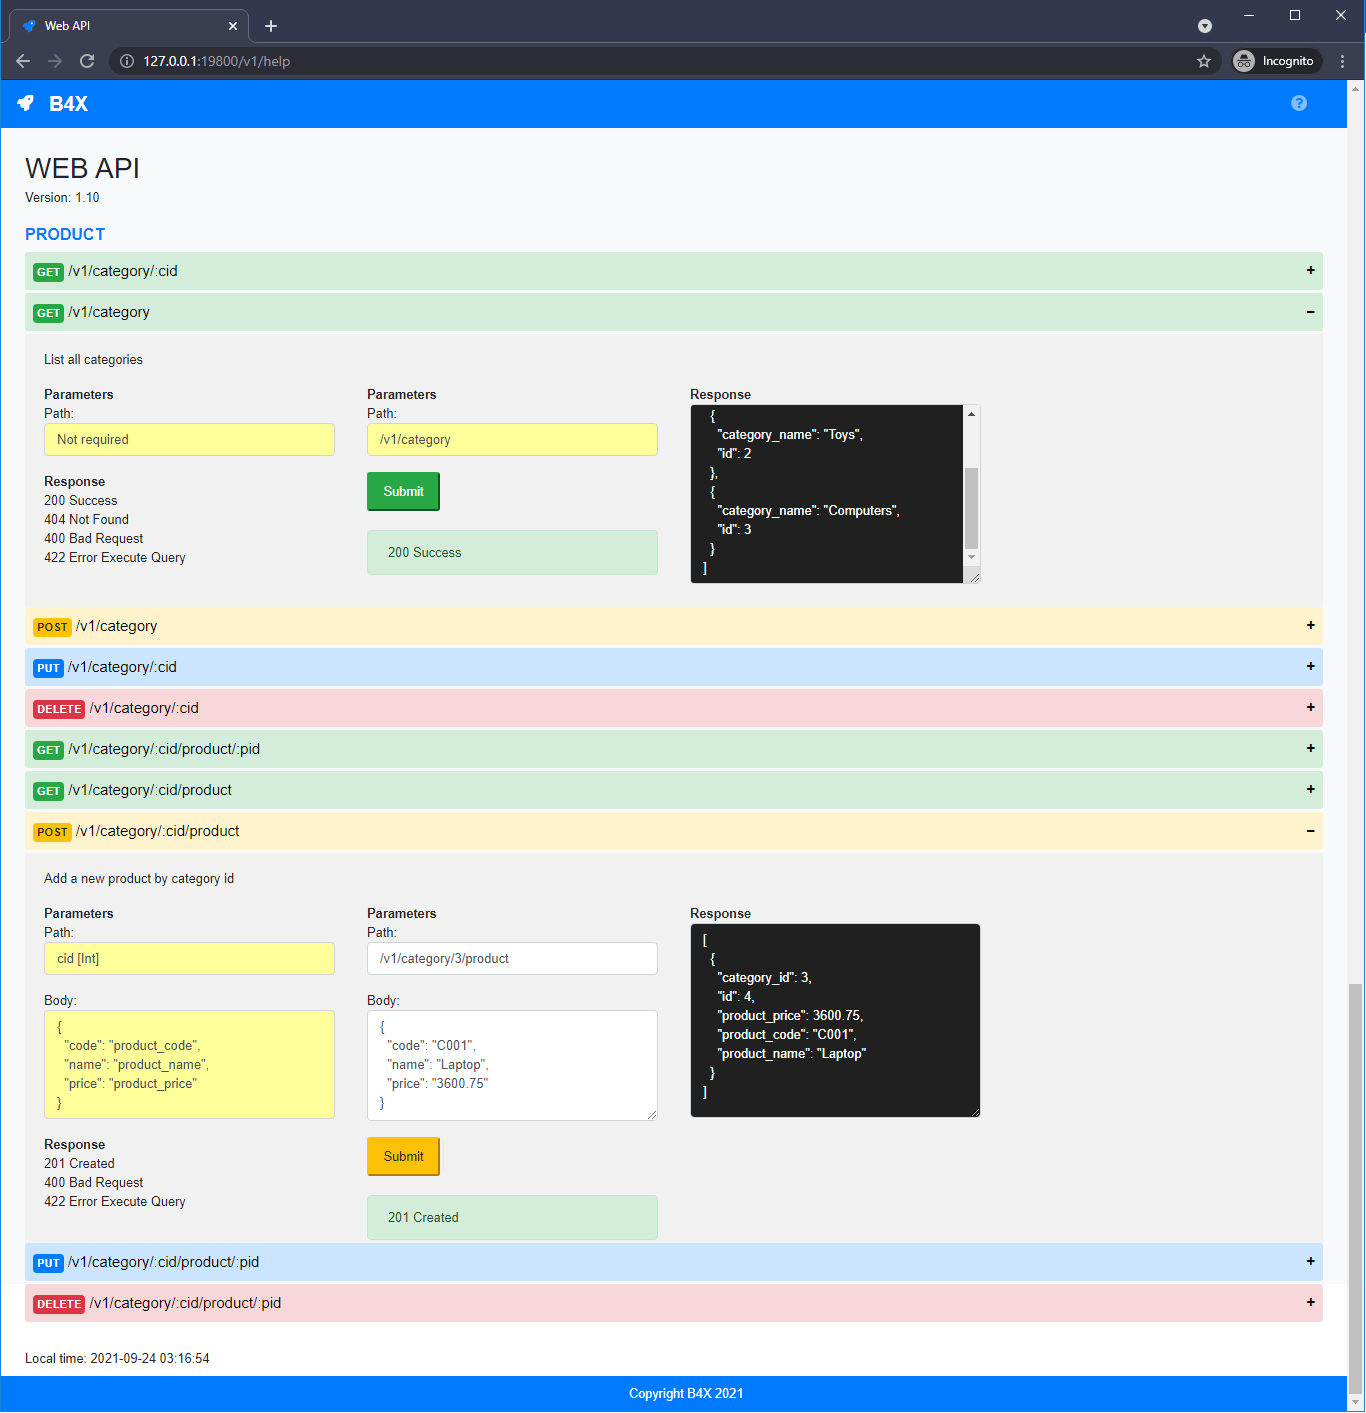 Web API
127.0.0.1:19800/v1/help
Incognito
B4X
WEB API
Version: 1.10
PRODUCT
GET /v1/category/:cid +
GET /v1/category −
List all categories
Parameters
Path:
Not required
Response
200 Success
404 Not Found
400 Bad Request
422 Error Execute Query
Parameters
Path:
/v1/category
Submit
200 Success
Response
{
"category_name": "Toys",
"id": 2
},
{
"category_name": "Computers",
"id": 3
}
]
POST /v1/category +
PUT /v1/category/:cid +
DELETE /v1/category/:cid +
GET /v1/category/:cid/product/:pid +
GET /v1/category/:cid/product +
POST /v1/category/:cid/product −
Add a new product by category id
Parameters
Path:
cid [Int]
Body:
{
"code": "product_code",
"name": "product_name",
"price": "product_price"
}
Response
201 Created
400 Bad Request
422 Error Execute Query
Parameters
Path:
/v1/category/3/product
Body:
{
"code": "C001",
"name": "Laptop",
"price": "3600.75"
}
Submit
201 Created
Response
[
{
"category_id": 3,
"id": 4,
"product_price": 3600.75,
"product_code": "C001",
"product_name": "Laptop"
}
]
PUT /v1/category/:cid/product/:pid +
DELETE /v1/category/:cid/product/:pid +
Local time: 2021-09-24 03:16:54
Copyright B4X 2021